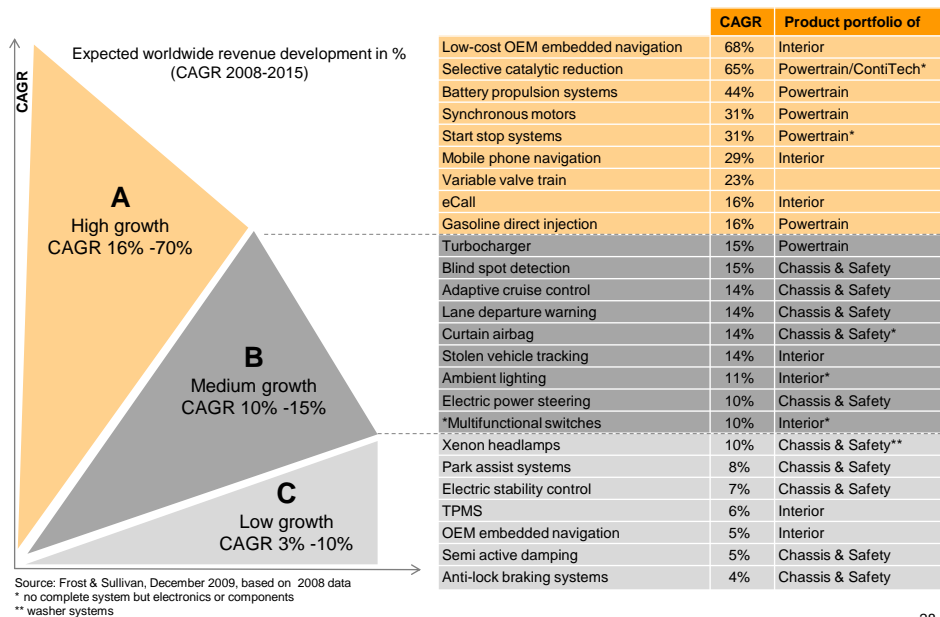 CAGR Product portfolio of
Expected worldwide revenue development in %
(CAGR 2008-2015)
CAGR
A
High growth
CAGR 16% -70%
B
Medium growth
CAGR 10% -15%
C
Low growth
CAGR 3% -10%
Low-cost OEM embedded navigation 68% Interior
Selective catalytic reduction 65% Powertrain/ContiTech*
Battery propulsion systems 44% Powertrain
Synchronous motors 31% Powertrain
Start stop systems 31% Powertrain*
Mobile phone navigation 29% Interior
Variable valve train 23%
eCall 16% Interior
Gasoline direct injection 16% Powertrain
Turbocharger 15% Powertrain
Blind spot detection 15% Chassis & Safety
Adaptive cruise control 14% Chassis & Safety
Lane departure warning 14% Chassis & Safety
Curtain airbag 14% Chassis & Safety*
Stolen vehicle tracking 14% Interior
Ambient lighting 11% Interior*
Electric power steering 10% Chassis & Safety
*Multifunctional switches 10% Interior*
Xenon headlamps 10% Chassis & Safety**
Park assist systems 8% Chassis & Safety
Electric stability control 7% Chassis & Safety
TPMS 6% Interior
OEM embedded navigation 5% Interior
Semi active damping 5% Chassis & Safety
Anti-lock braking systems 4% Chassis & Safety
Source: Frost & Sullivan, December 2009, based on 2008 data
* no complete system but electronics or components
** washer systems